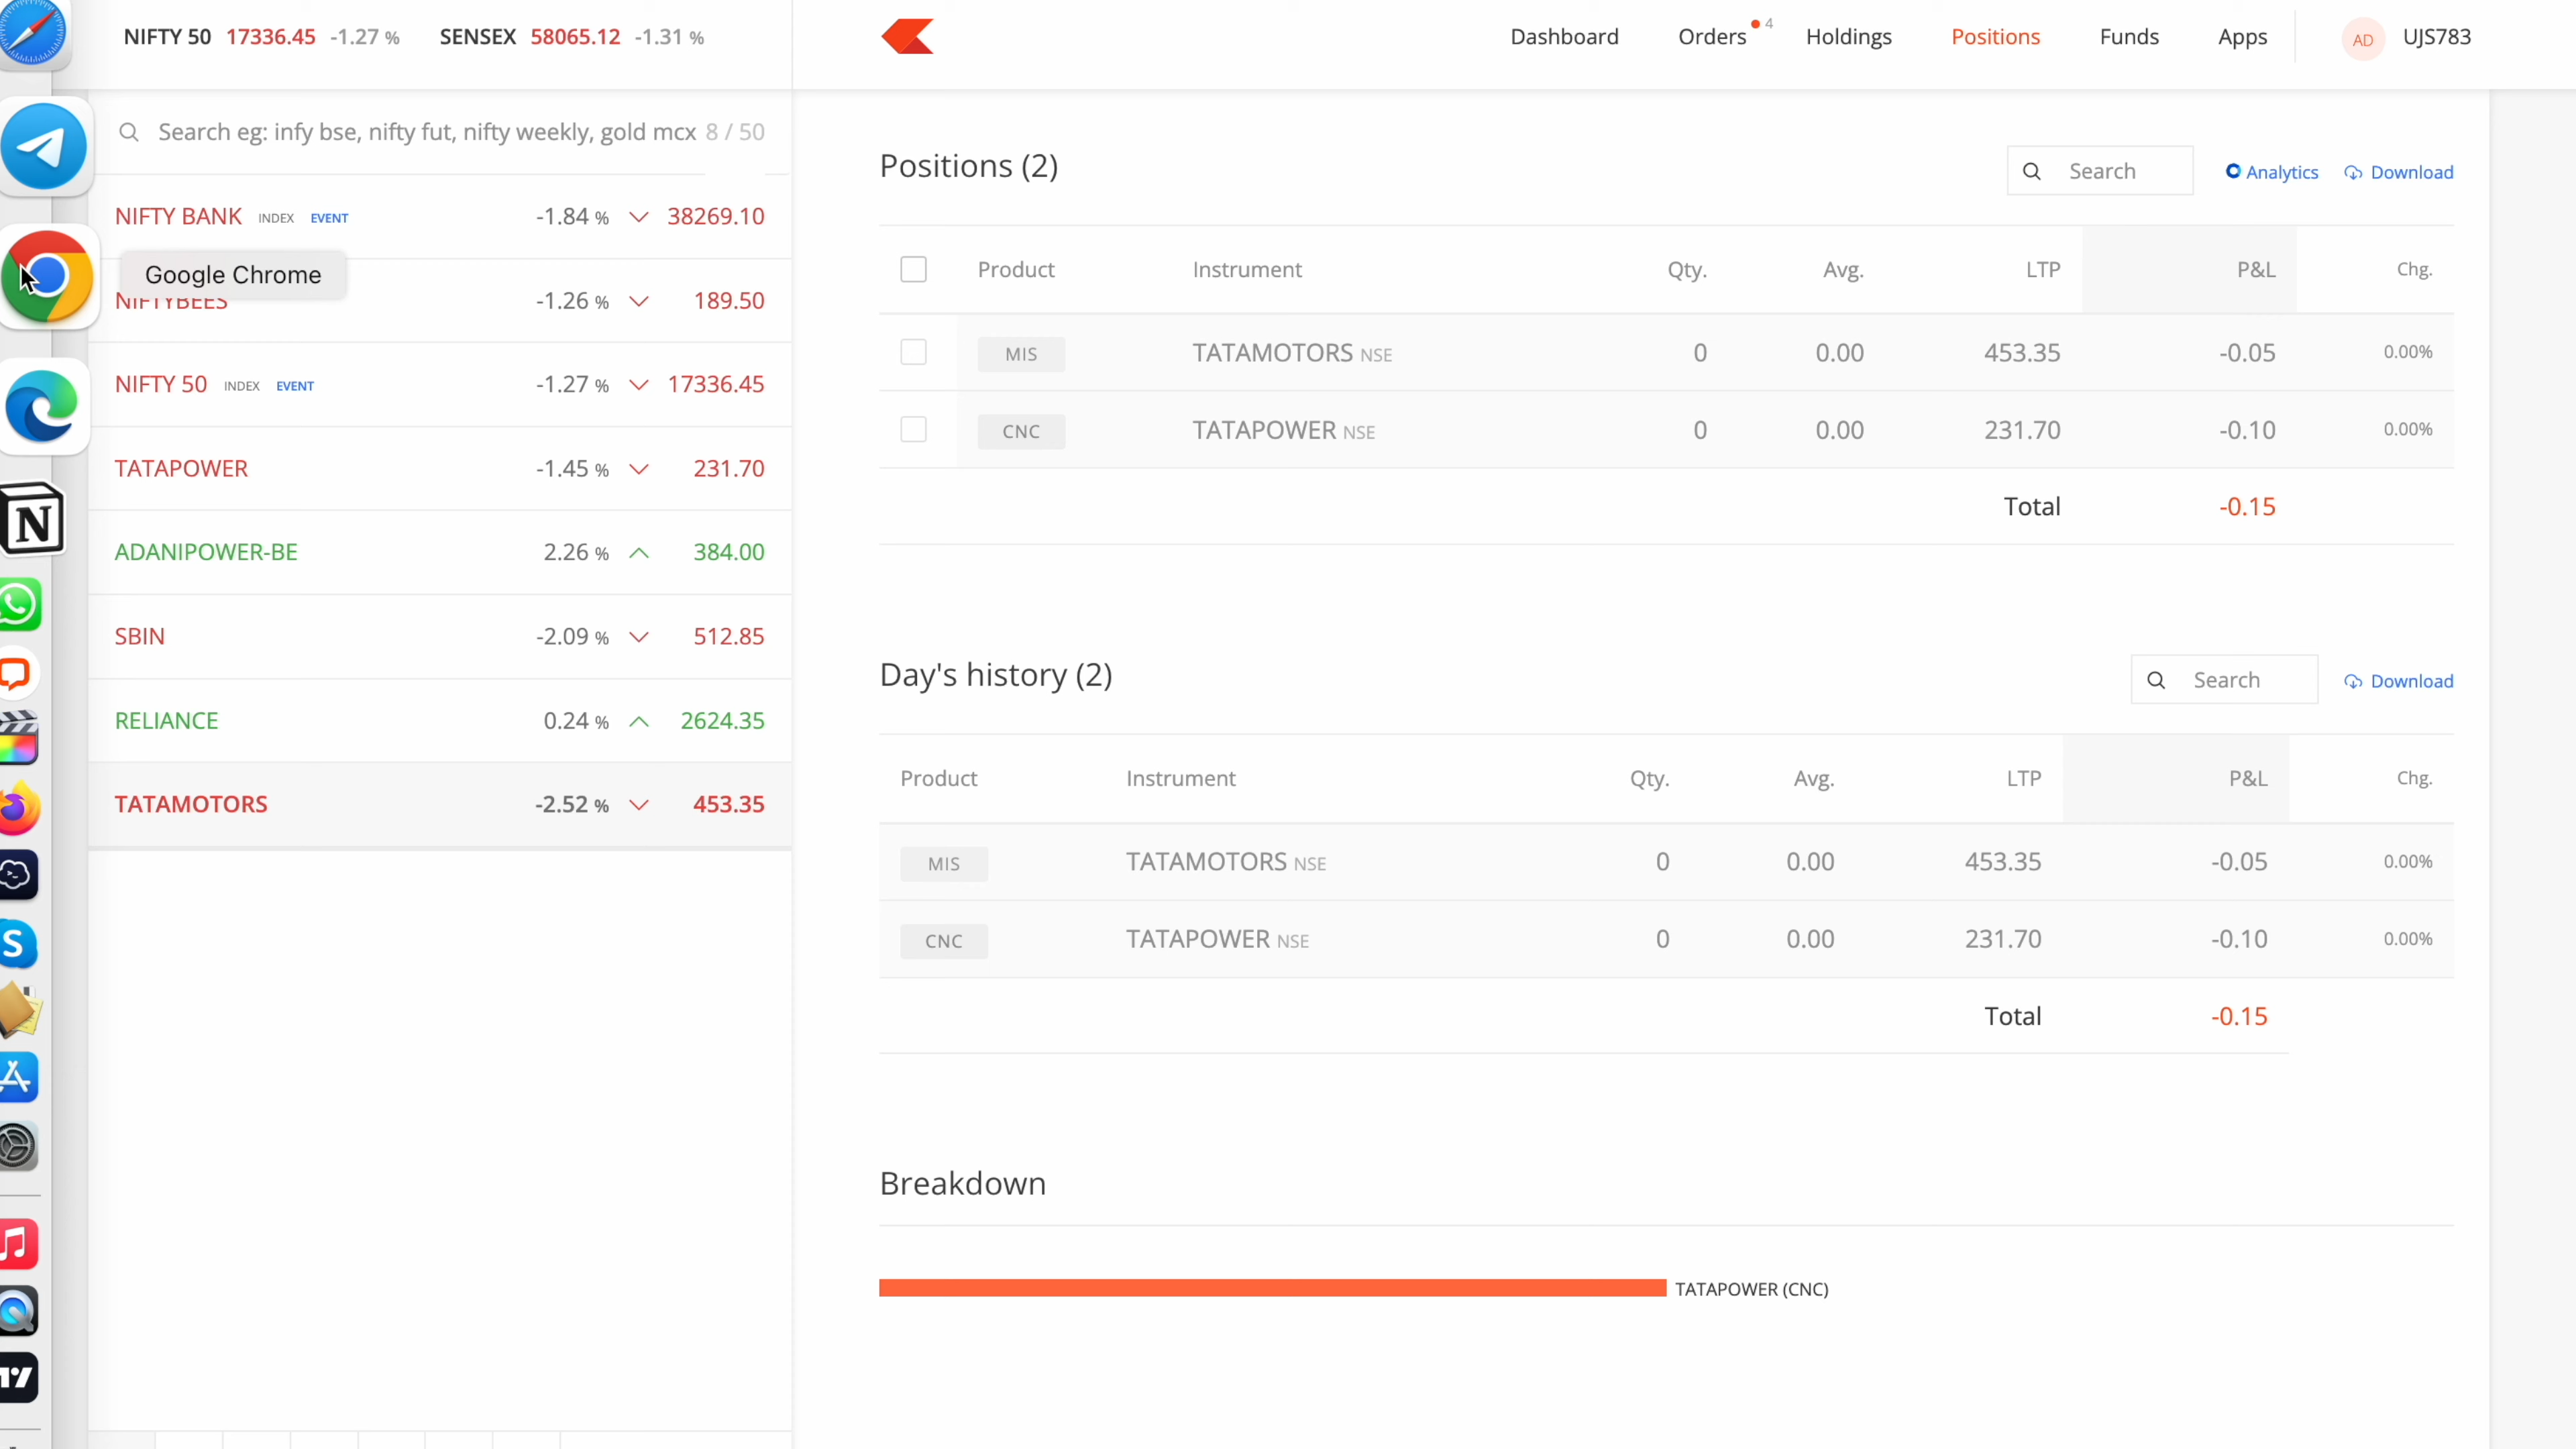 NIFTY 50 17336.45 -1.27 % SENSEX 58065.12 -1.31 %
Dashboard Orders 4 Holdings Positions Funds Apps AD UJS783
Search eg: infy bse, nifty fut, nifty weekly, gold mcx 8 / 50
NIFTY BANK INDEX EVENT -1.84 % 38269.10
Google Chrome
NIFTYBEES -1.26 % 189.50
NIFTY 50 INDEX EVENT -1.27 % 17336.45
TATAPOWER -1.45 % 231.70
ADANIPOWER-BE 2.26 % 384.00
SBIN -2.09 % 512.85
RELIANCE 0.24 % 2624.35
TATAMOTORS -2.52 % 453.35
Positions (2) Search Analytics Download
Product Instrument Qty. Avg. LTP P&L Chg.
MIS TATAMOTORS NSE 0 0.00 453.35 -0.05 0.00%
CNC TATAPOWER NSE 0 0.00 231.70 -0.10 0.00%
Total -0.15
Day's history (2) Search Download
Product Instrument Qty. Avg. LTP P&L Chg.
MIS TATAMOTORS NSE 0 0.00 453.35 -0.05 0.00%
CNC TATAPOWER NSE 0 0.00 231.70 -0.10 0.00%
Total -0.15
Breakdown
TATAPOWER (CNC)
N
S